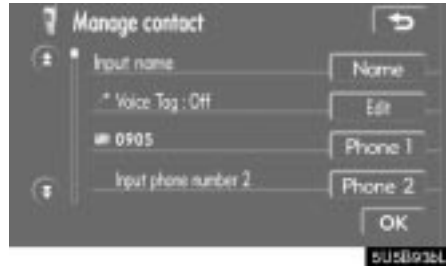 Manage contact
Input name
Name
Voice Tag : Off
Edit
0905
Phone 1
Input phone number 2
Phone 2
OK
5U5B936L